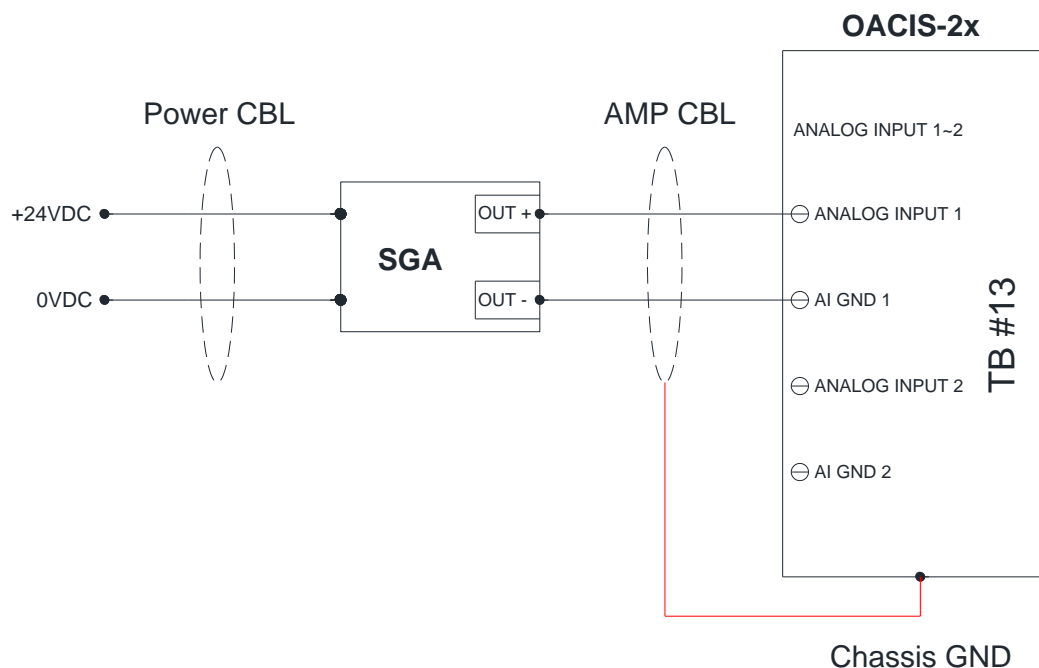 OACIS-2x
Power CBL
AMP CBL
ANALOG INPUT 1~2
+24VDC
OUT +
ANALOG INPUT 1
SGA
0VDC
OUT -
AI GND 1
TB #13
ANALOG INPUT 2
AI GND 2
Chassis GND